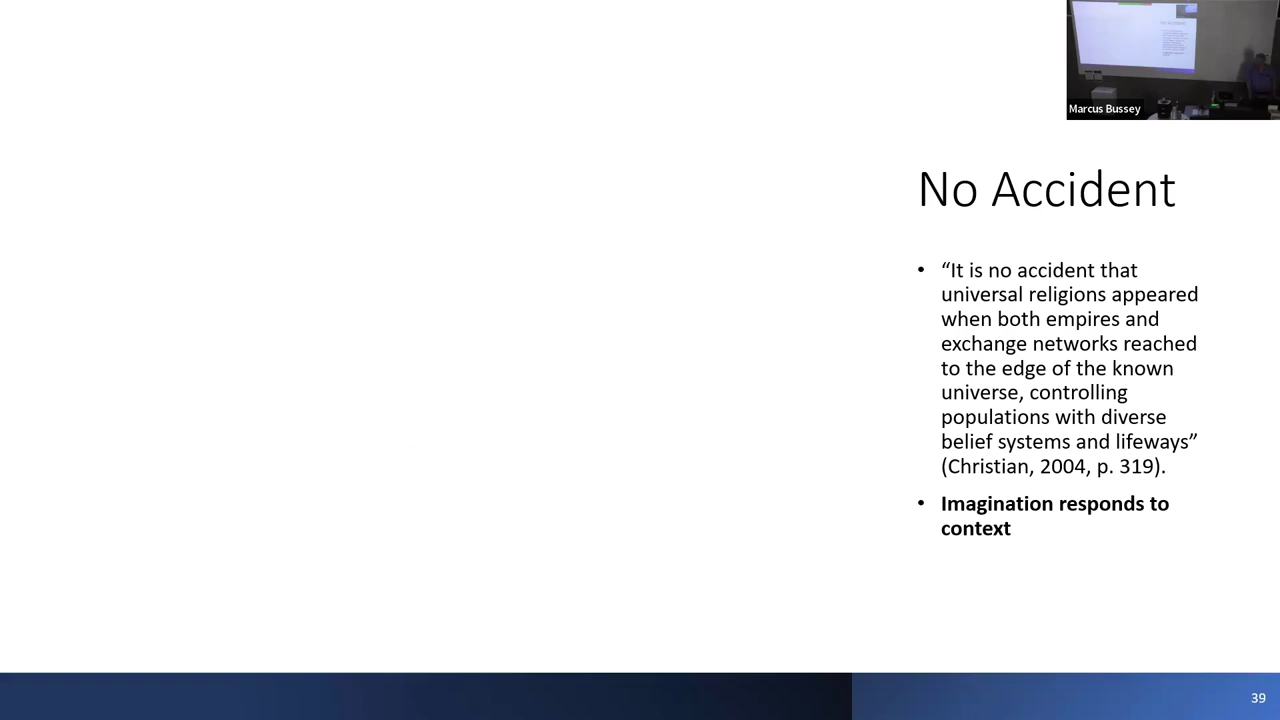 Marcus Bussey
No Accident
• “It is no accident that
universal religions appeared
when both empires and
exchange networks reached
to the edge of the known
universe, controlling
populations with diverse
belief systems and lifeways”
(Christian, 2004, p. 319).
• Imagination responds to
context
39